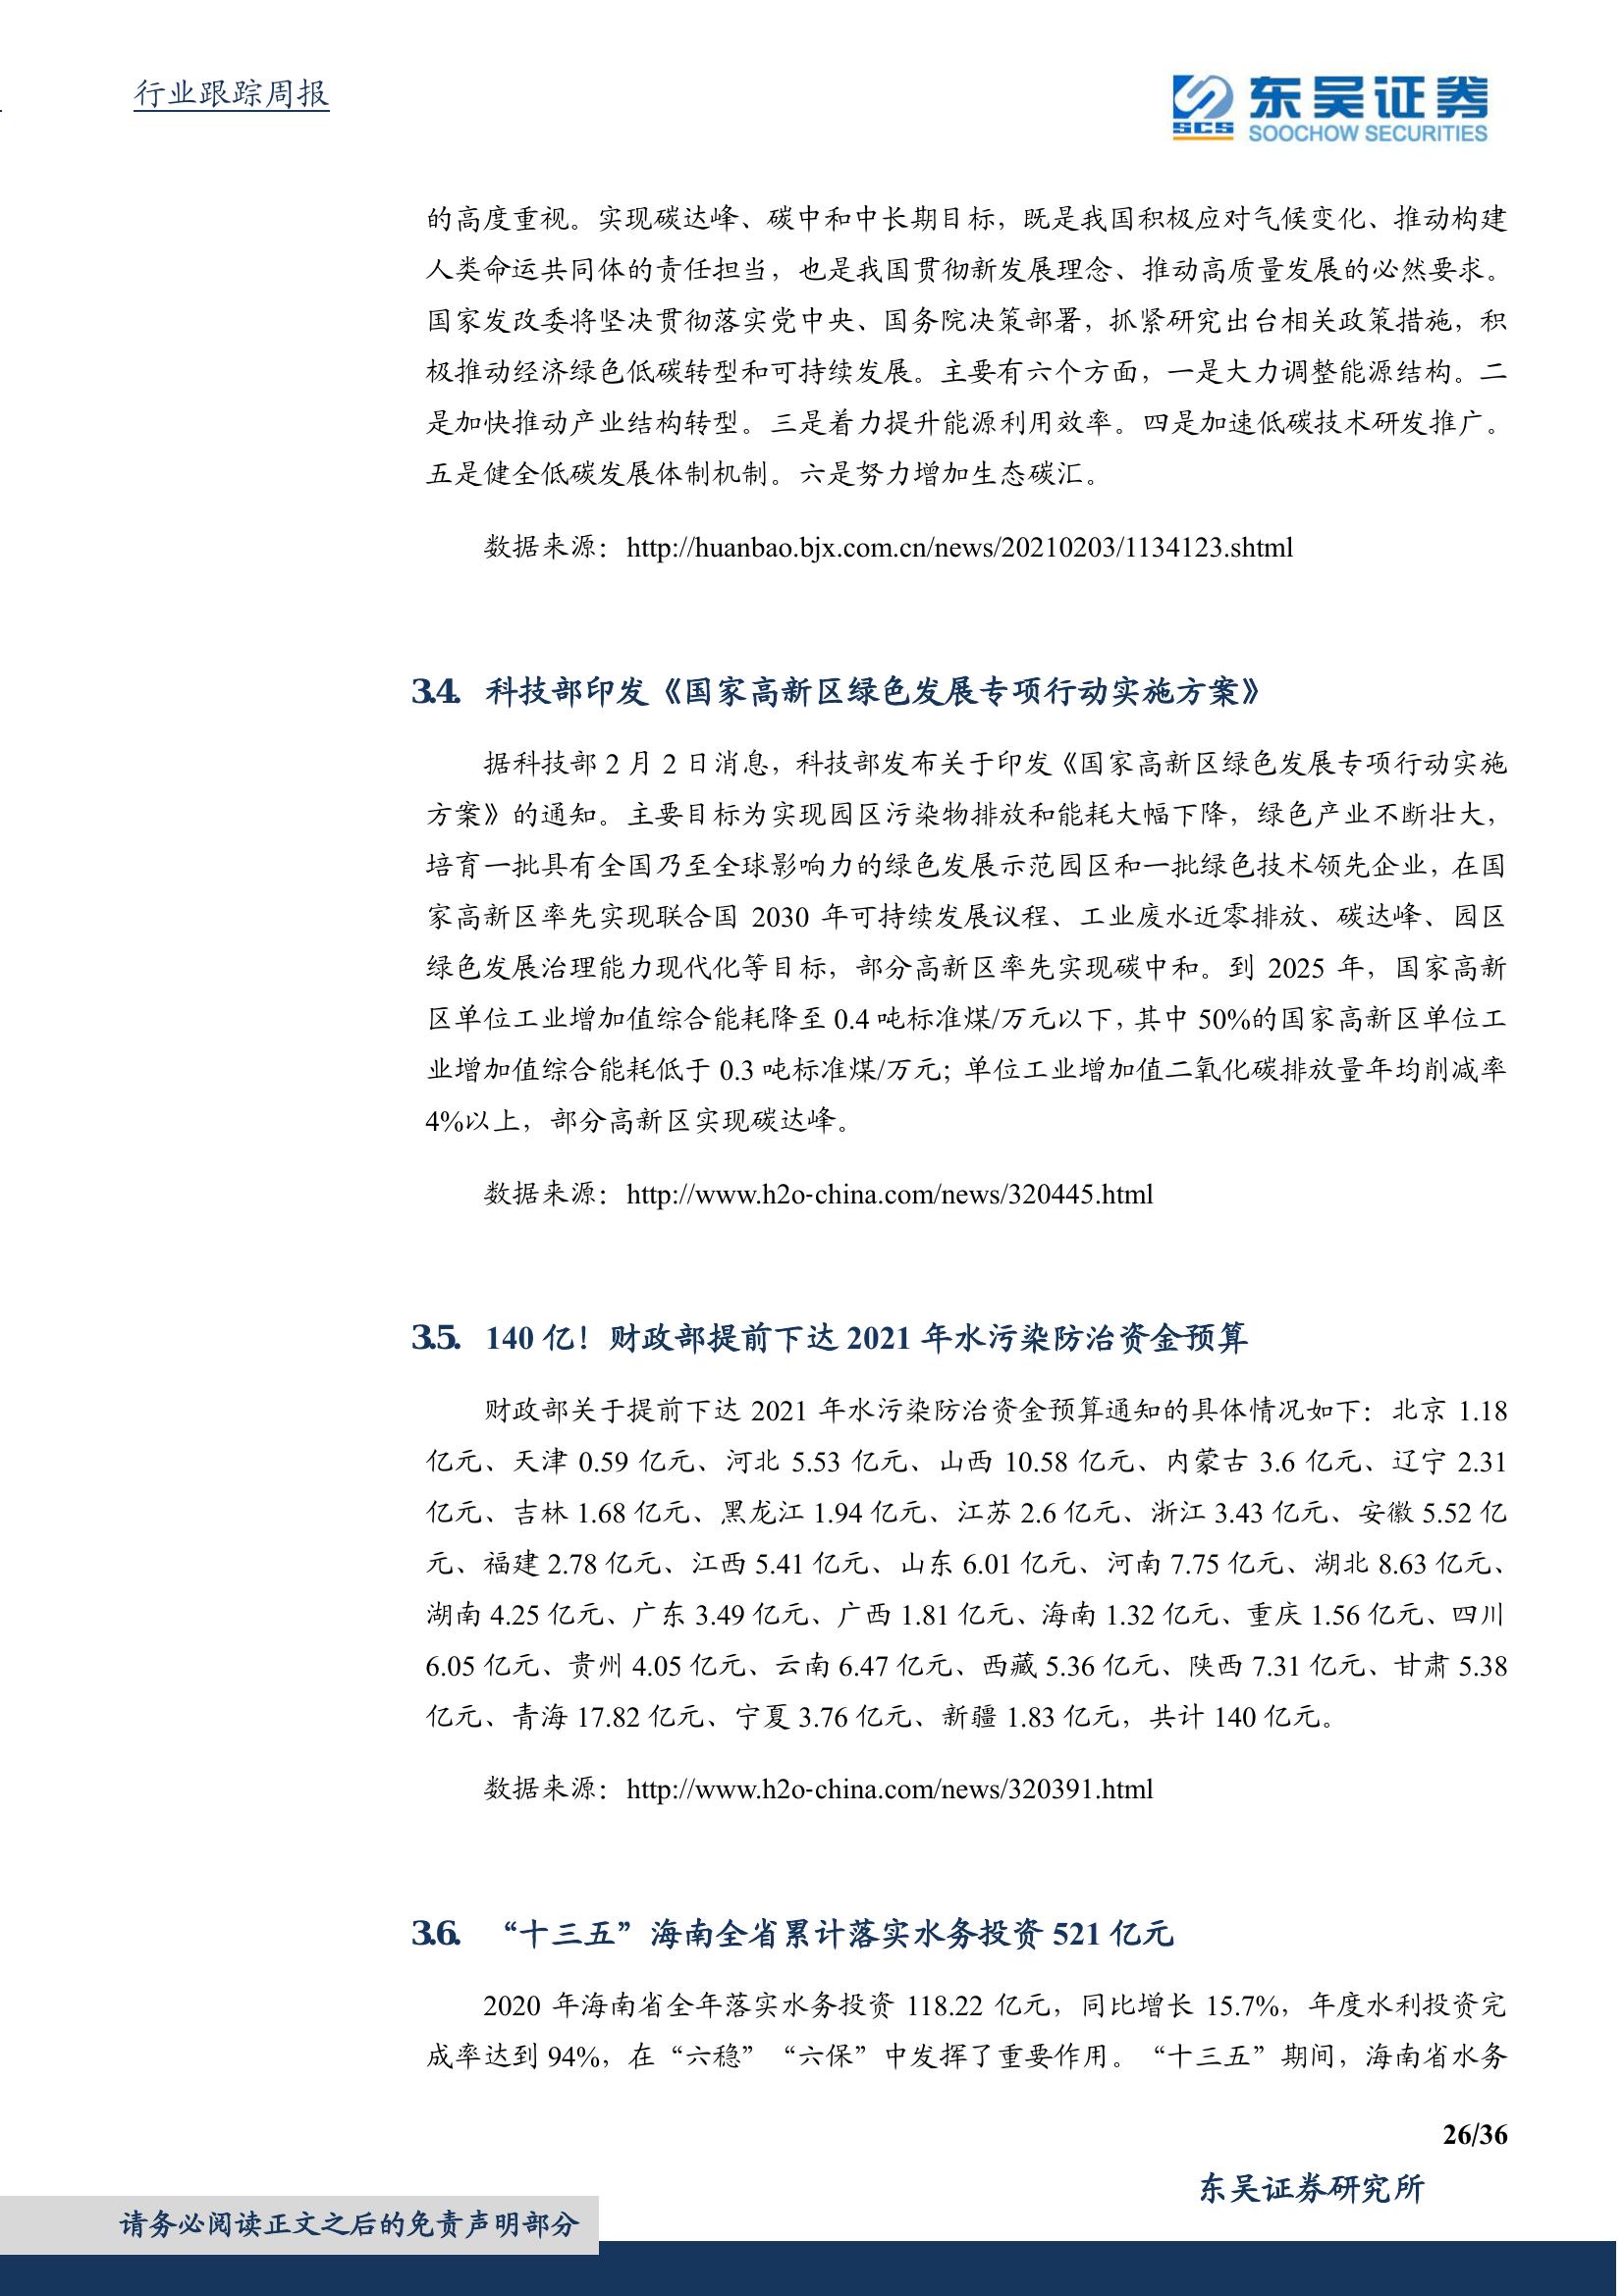 行业跟踪周报
SCS 东吴证券
SOOCHOW SECURITIES
的高度重视。实现碳达峰、碳中和中长期目标，既是我国积极应对气候变化、推动构建
人类命运共同体的责任担当，也是我国贯彻新发展理念、推动高质量发展的必然要求。
国家发改委将坚决贯彻落实党中央、国务院决策部署，抓紧研究出台相关政策措施，积
极推动经济绿色低碳转型和可持续发展。主要有六个方面，一是大力调整能源结构。二
是加快推动产业结构转型。三是着力提升能源利用效率。四是加速低碳技术研发推广。
五是健全低碳发展体制机制。六是努力增加生态碳汇。
数据来源：http://huanbao.bjx.com.cn/news/20210203/1134123.shtml
3.4. 科技部印发《国家高新区绿色发展专项行动实施方案》
据科技部 2 月 2 日消息，科技部发布关于印发《国家高新区绿色发展专项行动实施
方案》的通知。主要目标为实现园区污染物排放和能耗大幅下降，绿色产业不断壮大，
培育一批具有全国乃至全球影响力的绿色发展示范园区和一批绿色技术领先企业，在国
家高新区率先实现联合国 2030 年可持续发展议程、工业废水近零排放、碳达峰、园区
绿色发展治理能力现代化等目标，部分高新区率先实现碳中和。到 2025 年，国家高新
区单位工业增加值综合能耗降至 0.4 吨标准煤/万元以下，其中 50%的国家高新区单位工
业增加值综合能耗低于 0.3 吨标准煤/万元；单位工业增加值二氧化碳排放量年均削减率
4%以上，部分高新区实现碳达峰。
数据来源：http://www.h2o-china.com/news/320445.html
3.5. 140 亿！财政部提前下达 2021 年水污染防治资金预算
财政部关于提前下达 2021 年水污染防治资金预算通知的具体情况如下：北京 1.18
亿元、天津 0.59 亿元、河北 5.53 亿元、山西 10.58 亿元、内蒙古 3.6 亿元、辽宁 2.31
亿元、吉林 1.68 亿元、黑龙江 1.94 亿元、江苏 2.6 亿元、浙江 3.43 亿元、安徽 5.52 亿
元、福建 2.78 亿元、江西 5.41 亿元、山东 6.01 亿元、河南 7.75 亿元、湖北 8.63 亿元、
湖南 4.25 亿元、广东 3.49 亿元、广西 1.81 亿元、海南 1.32 亿元、重庆 1.56 亿元、四川
6.05 亿元、贵州 4.05 亿元、云南 6.47 亿元、西藏 5.36 亿元、陕西 7.31 亿元、甘肃 5.38
亿元、青海 17.82 亿元、宁夏 3.76 亿元、新疆 1.83 亿元，共计 140 亿元。
数据来源：http://www.h2o-china.com/news/320391.html
3.6. “十三五”海南全省累计落实水务投资 521 亿元
2020 年海南省全年落实水务投资 118.22 亿元，同比增长 15.7%，年度水利投资完
成率达到 94%，在“六稳”“六保”中发挥了重要作用。“十三五”期间，海南省水务
26/36
东吴证券研究所
请务必阅读正文之后的免责声明部分